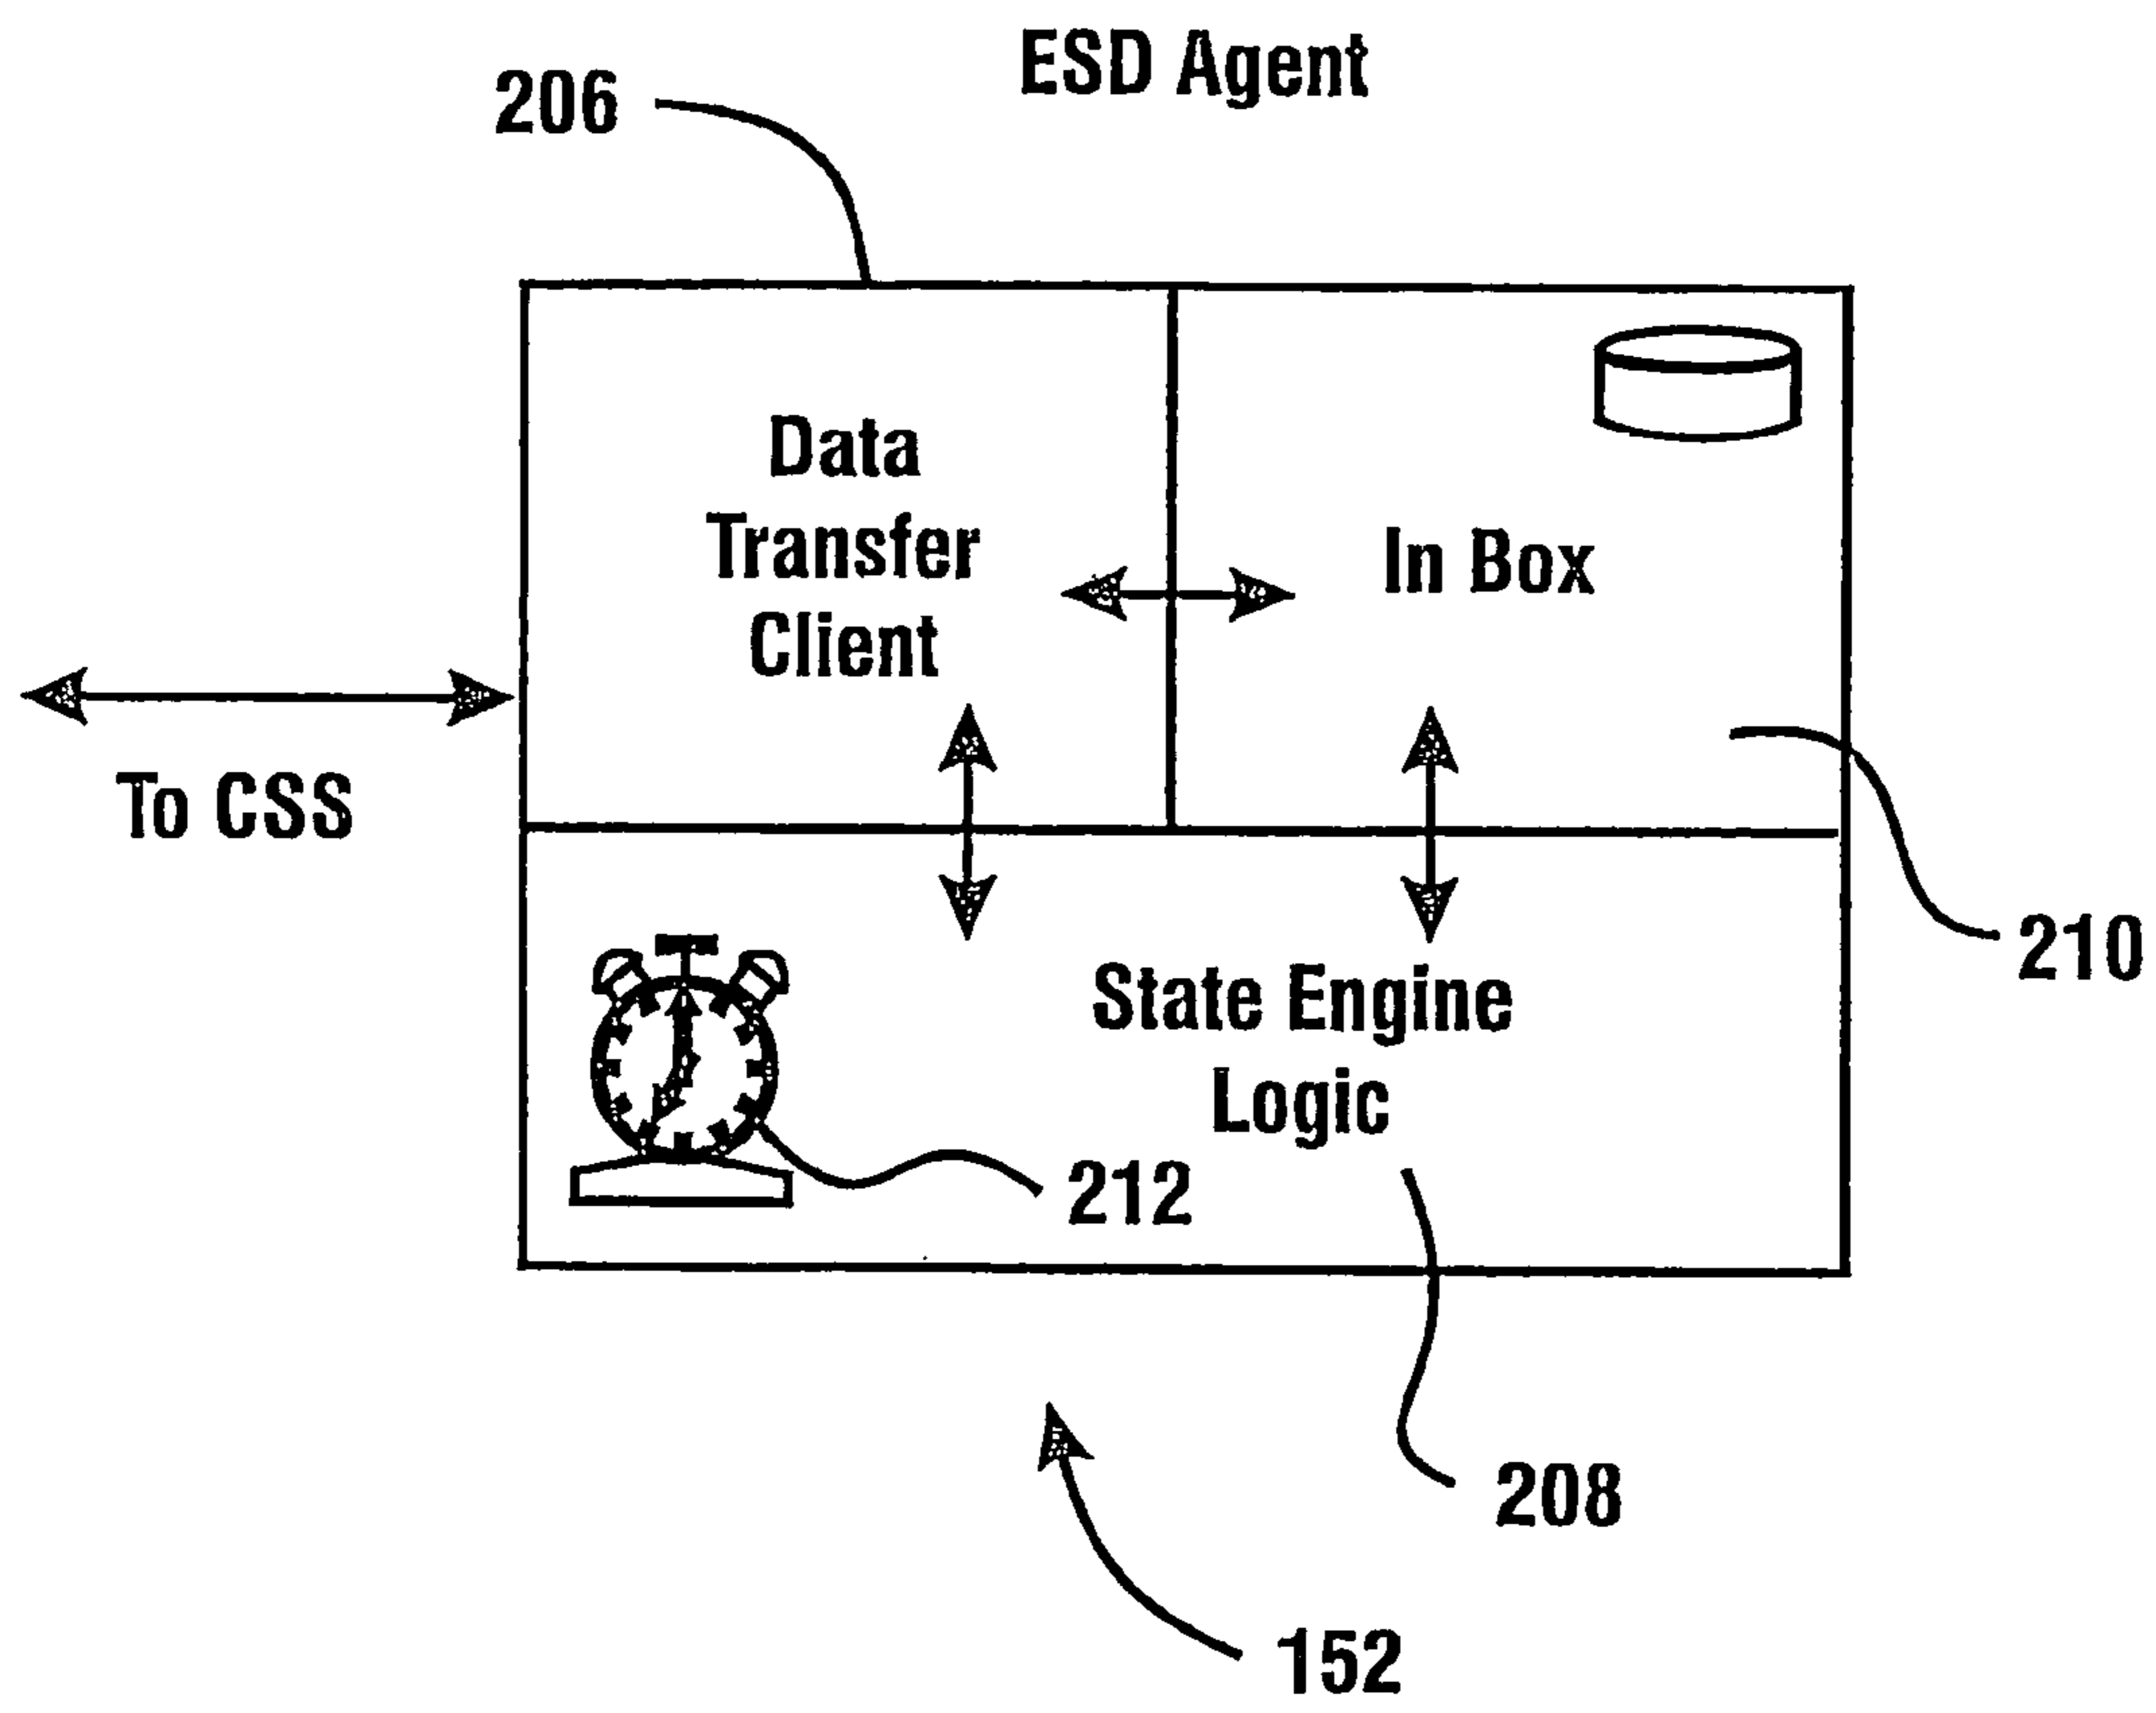 ESD Agent
206
Data
Transfer
Client
In Box
To CSS
210
State Engine
Logic
212
208
152